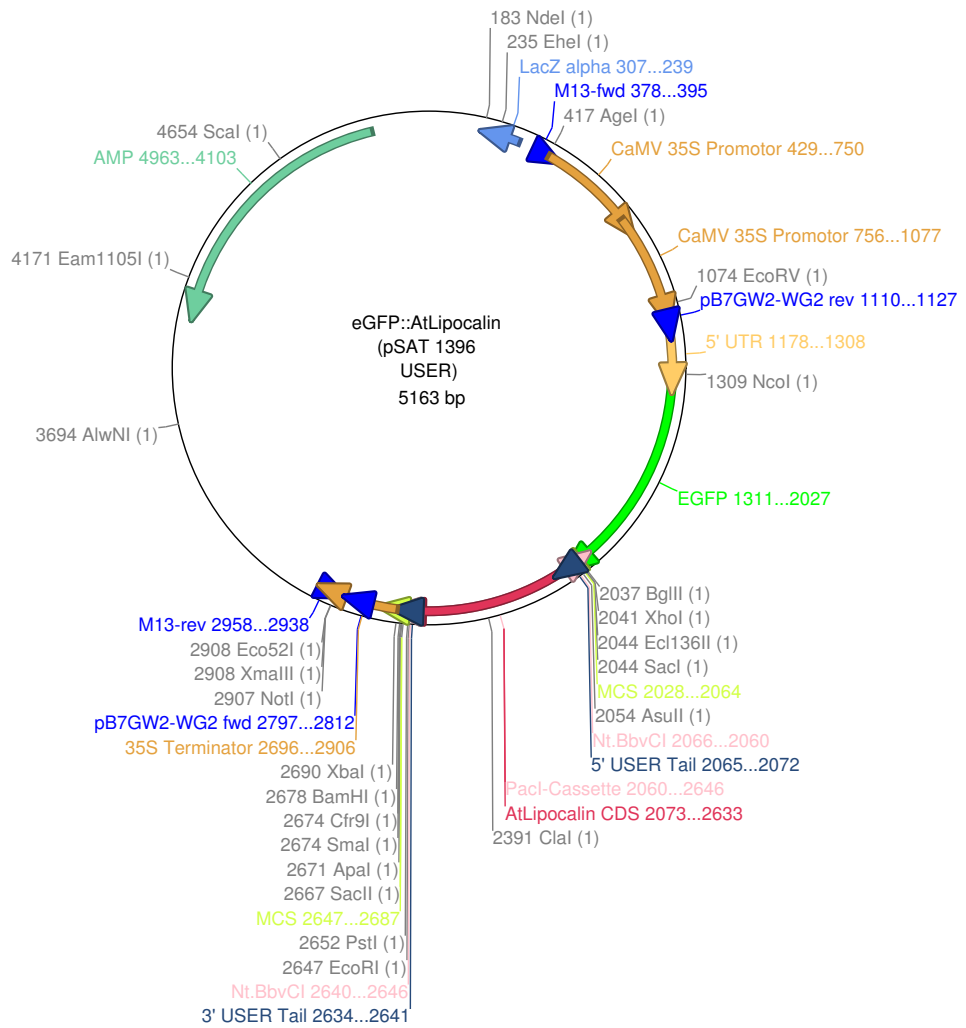 183 NdeI (1)
235 EheI (1)
LacZ alpha 307...239
M13-fwd 378...395
417 AgeI (1)
CaMV 35S Promotor 429...750
CaMV 35S Promotor 756...1077
1074 EcoRV (1)
pB7GW2-WG2 rev 1110...1127
5' UTR 1178...1308
1309 NcoI (1)
EGFP 1311...2027
2037 BglII (1)
2041 XhoI (1)
2044 Ecl136II (1)
2044 SacI (1)
MCS 2028...2064
2054 AsuII (1)
Nt.BbvCI 2066...2060
5' USER Tail 2065...2072
PacI-Cassette 2060...2646
AtLipocalin CDS 2073...2633
2391 ClaI (1)
4654 ScaI (1)
AMP 4963...4103
4171 Eam1105I (1)
eGFP::AtLipocalin
(pSAT 1396
USER)
5163 bp
3694 AlwNI (1)
M13-rev 2958...2938
2908 Eco52I (1)
2908 XmaIII (1)
2907 NotI (1)
pB7GW2-WG2 fwd 2797...2812
35S Terminator 2696...2906
2690 XbaI (1)
2678 BamHI (1)
2674 Cfr9I (1)
2674 SmaI (1)
2671 ApaI (1)
2667 SacII (1)
MCS 2647...2687
2652 PstI (1)
2647 EcoRI (1)
Nt.BbvCI 2640...2646
3' USER Tail 2634...2641